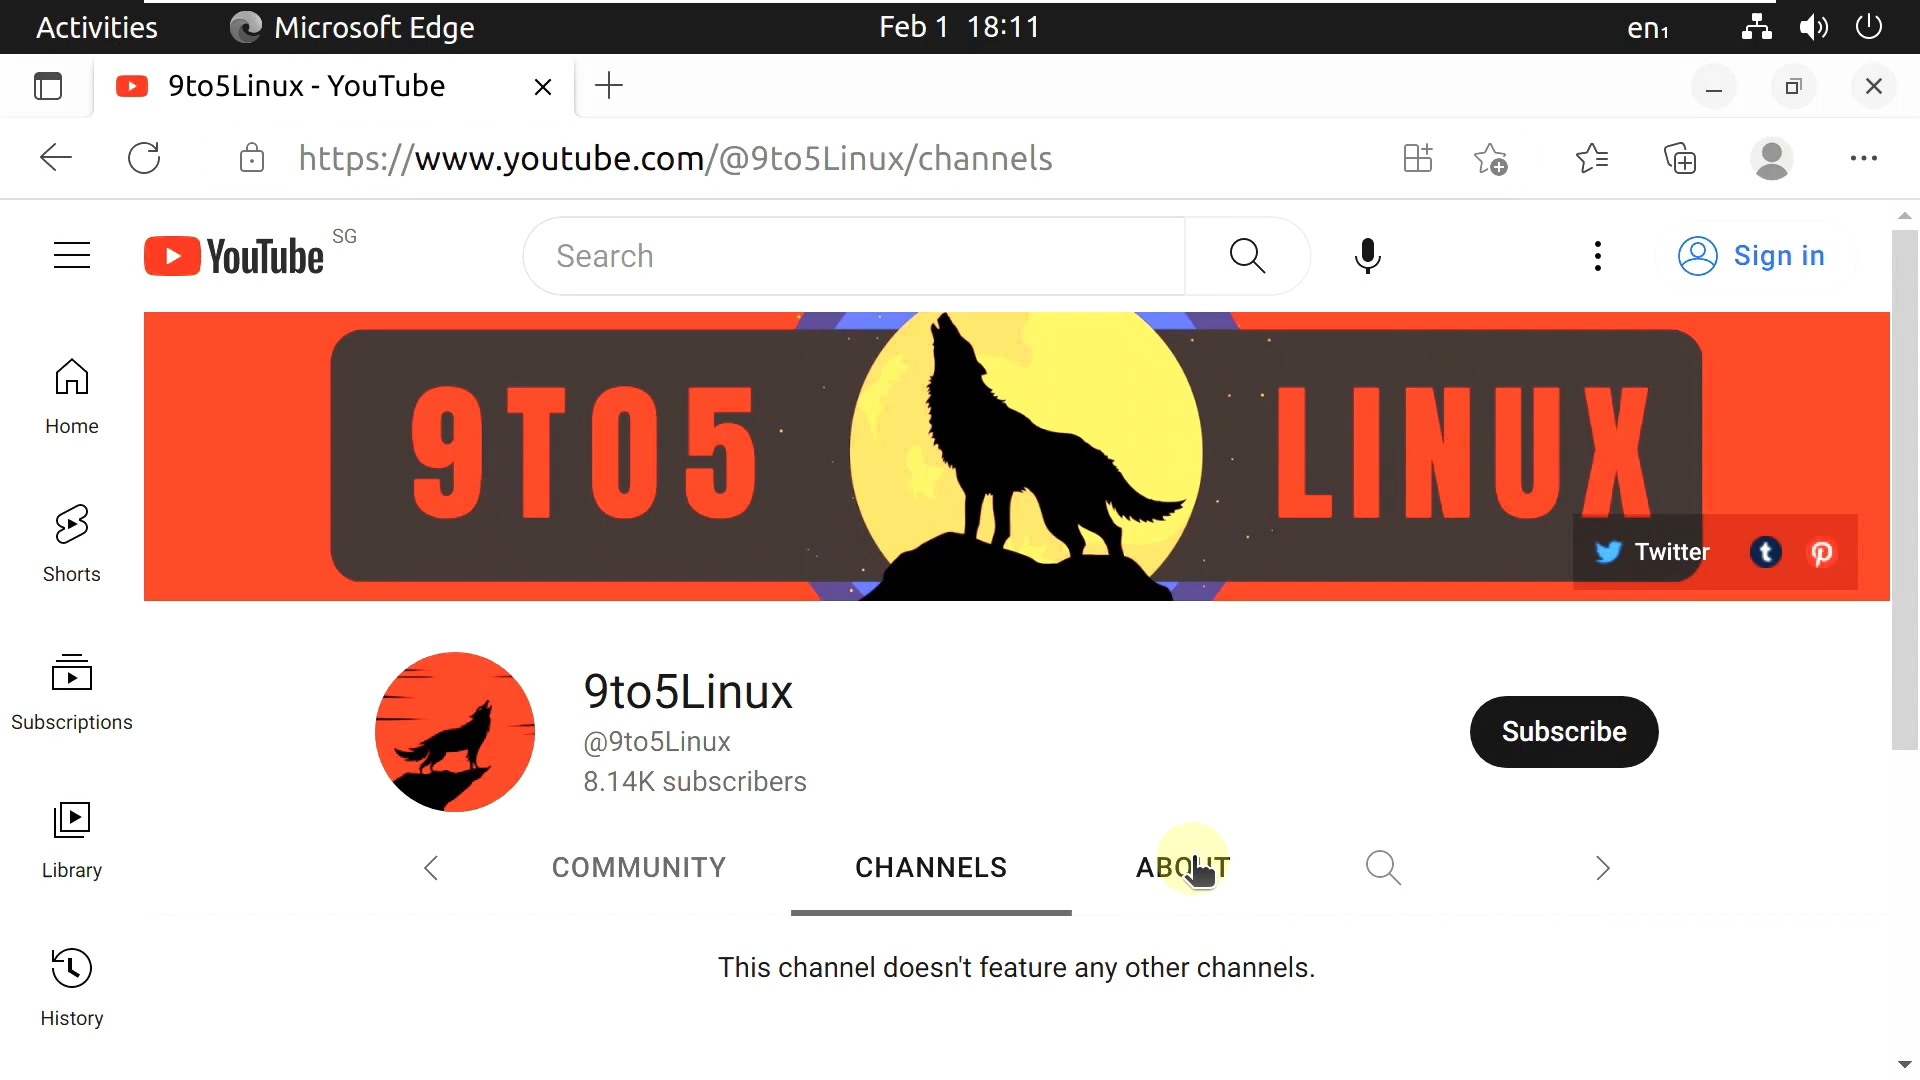 Activities Microsoft Edge Feb 1 18:11 en₁
9to5Linux - YouTube
https://www.youtube.com/@9to5Linux/channels
YouTube SG Search Sign in
9TO5 LINUX
Twitter
Home
Shorts
Subscriptions
Library
History
9to5Linux
@9to5Linux
8.14K subscribers
Subscribe
COMMUNITY CHANNELS ABOUT
This channel doesn't feature any other channels.